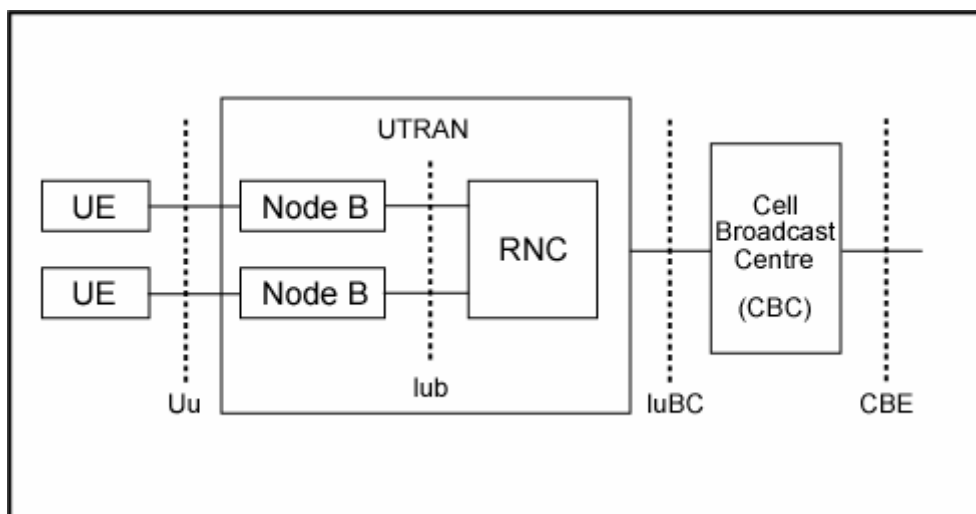 UTRAN
UE
Node B
UE
Node B
RNC
Cell
Broadcast
Centre
(CBC)
Uu
Iub
IuBC
CBE